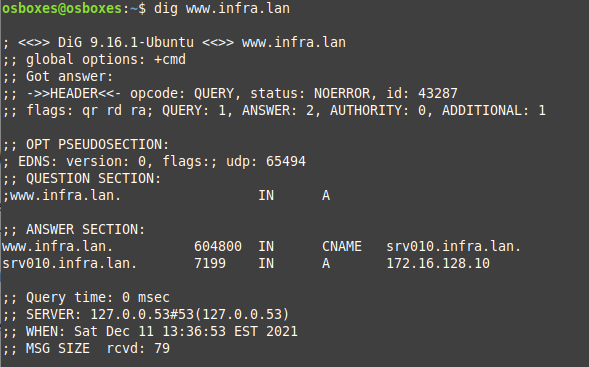 osboxes@osboxes:~$ dig www.infra.lan
; <<>> DiG 9.16.1-Ubuntu <<>> www.infra.lan
;; global options: +cmd
;; Got answer:
;; ->>HEADER<<- opcode: QUERY, status: NOERROR, id: 43287
;; flags: qr rd ra; QUERY: 1, ANSWER: 2, AUTHORITY: 0, ADDITIONAL: 1
;; OPT PSEUDOSECTION:
; EDNS: version: 0, flags:; udp: 65494
;; QUESTION SECTION:
;www.infra.lan. IN A
;; ANSWER SECTION:
www.infra.lan. 604800 IN CNAME srv010.infra.lan.
srv010.infra.lan. 7199 IN A 172.16.128.10
;; Query time: 0 msec
;; SERVER: 127.0.0.53#53(127.0.0.53)
;; WHEN: Sat Dec 11 13:36:53 EST 2021
;; MSG SIZE rcvd: 79